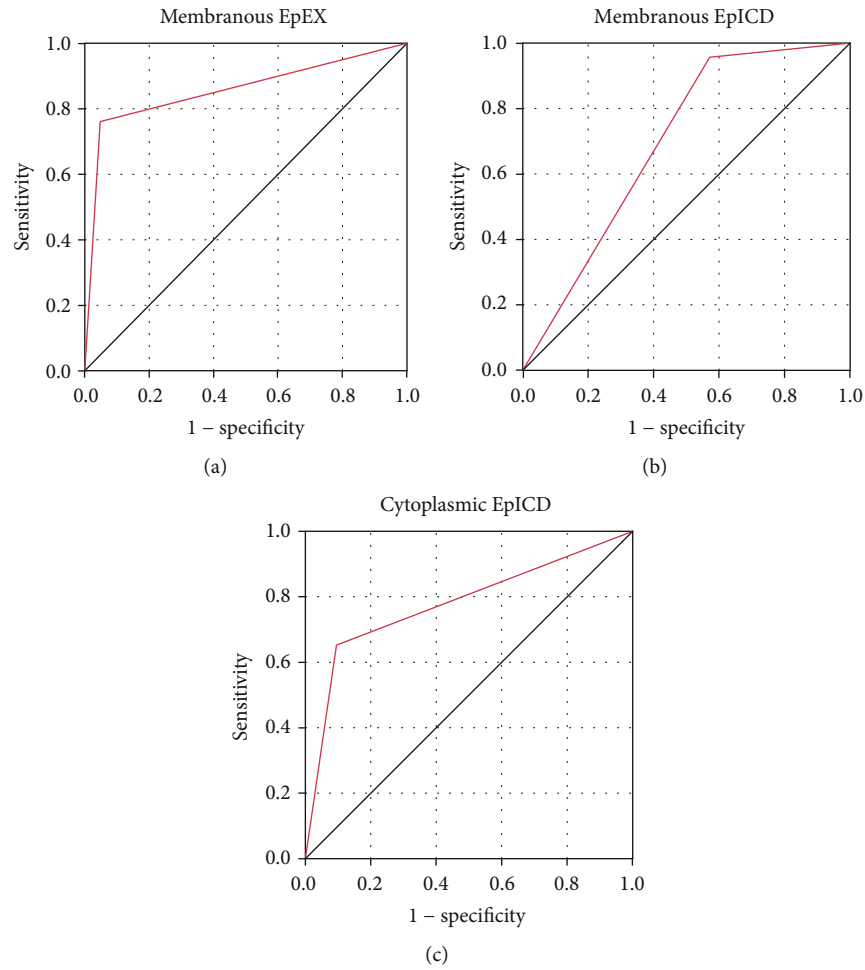 Membranous EpEX
1.0
0.8
0.6
0.4
0.2
0.0
Sensitivity
0.0 0.2 0.4 0.6 0.8 1.0
1 − specificity
(a)
Membranous EpICD
1.0
0.8
0.6
0.4
0.2
0.0
Sensitivity
0.0 0.2 0.4 0.6 0.8 1.0
1 − specificity
(b)
Cytoplasmic EpICD
1.0
0.8
0.6
0.4
0.2
0.0
Sensitivity
0.0 0.2 0.4 0.6 0.8 1.0
1 − specificity
(c)